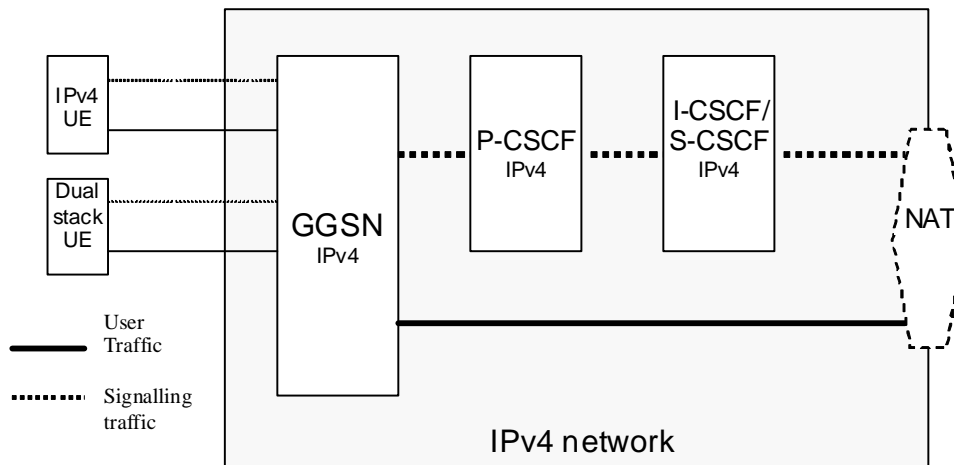 IPv4
UE
Dual
stack
UE
GGSN
IPv4
P-CSCF
IPv4
I-CSCF/
S-CSCF
IPv4
NAT
User
Traffic
Signalling
traffic
IPv4 network